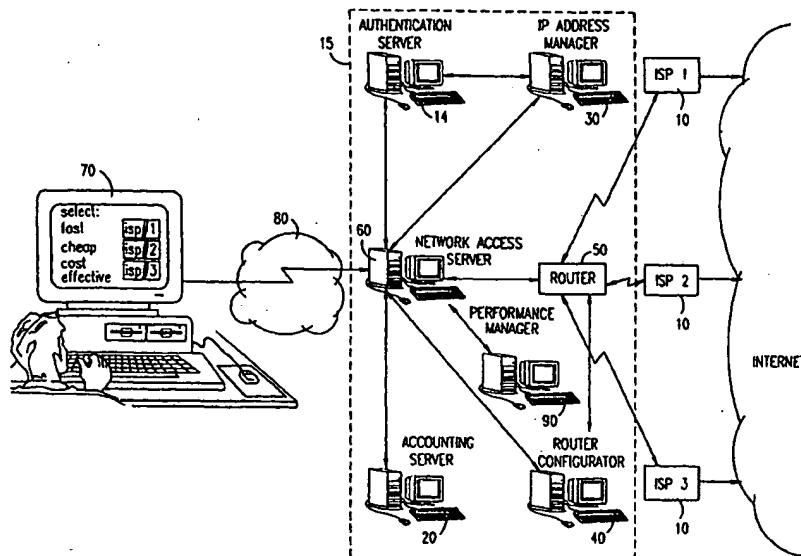 AUTHENTICATION
SERVER
IP ADDRESS
MANAGER
15
14
30
ISP 1
10
70
select:
fast
isp 1
cheap
isp 2
cost
effective
isp 3
80
60
NETWORK ACCESS
SERVER
50
ROUTER
ISP 2
10
PERFORMANCE
MANAGER
90
INTERNET
ACCOUNTING
SERVER
20
ROUTER
CONFIGURATOR
40
ISP 3
10